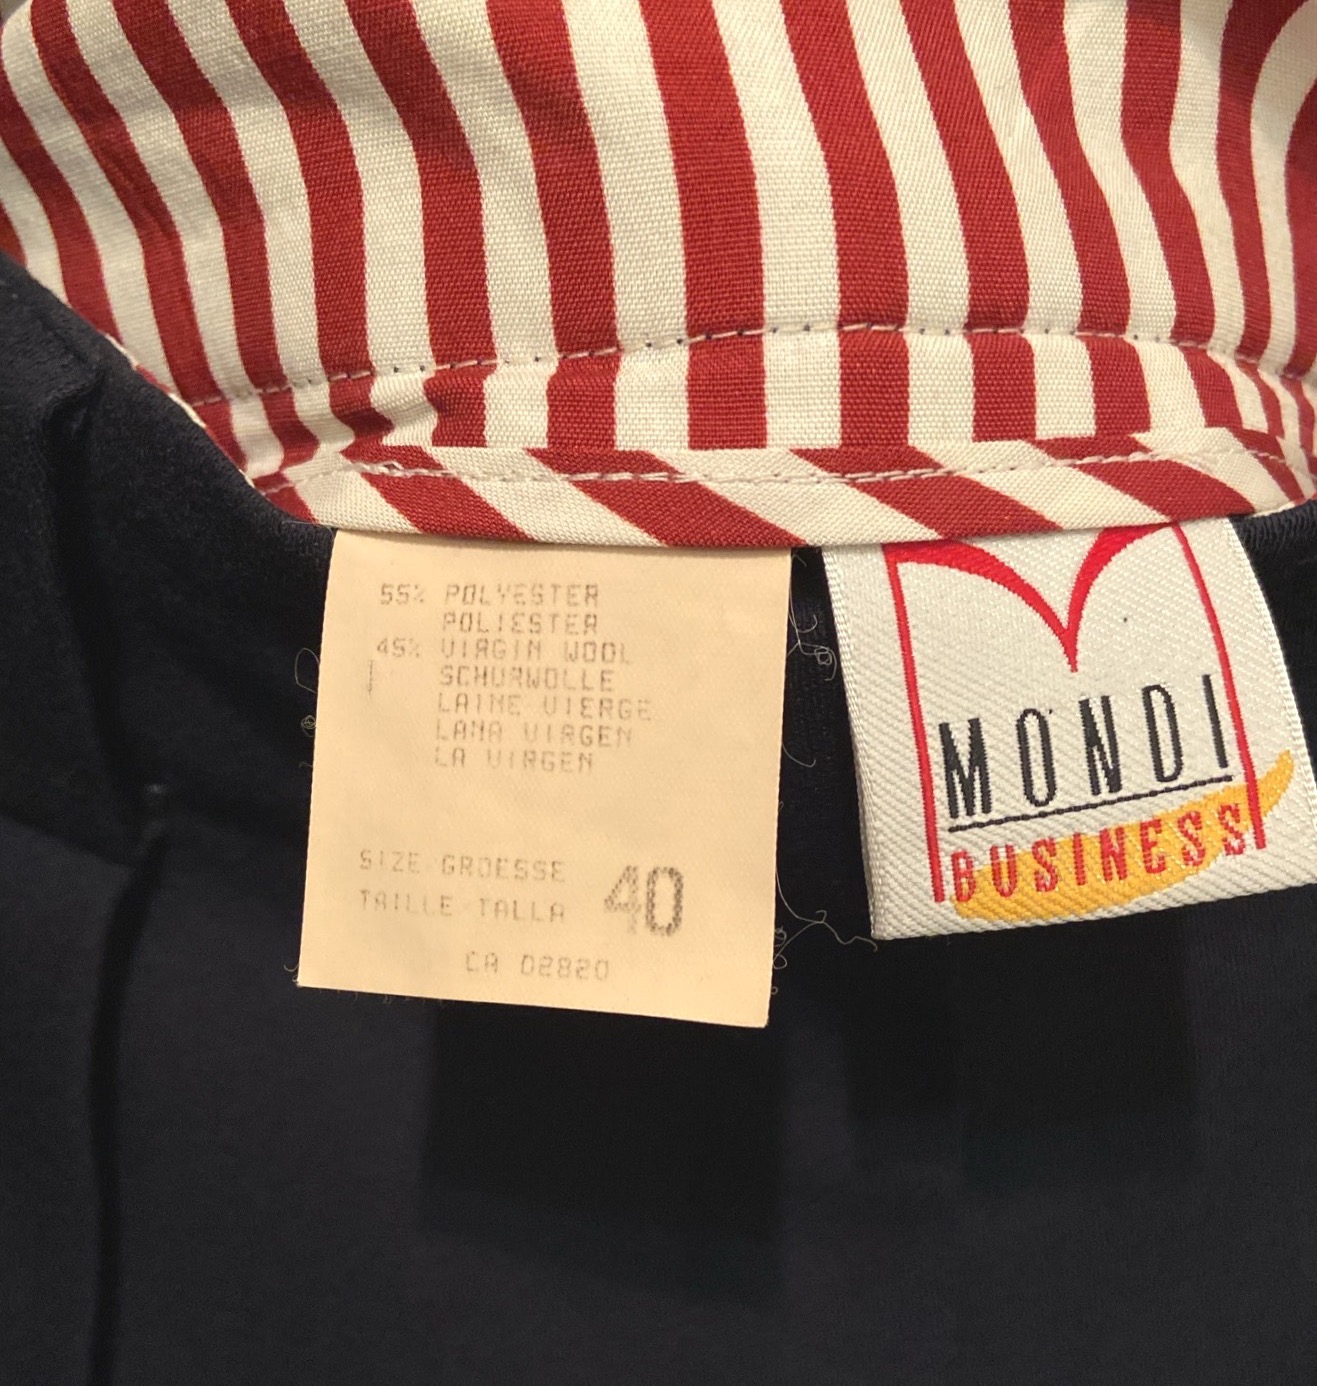 55% POLYESTER
POLIESTER
45% VIRGIN WOOL
SCHURWOLLE
LAINE VIERGE
LANA VIRGEN
LA VIRGEN
SIZE GROESSE
TAILLE TALLA
40
CA 02820
MONDI
BUSINESS